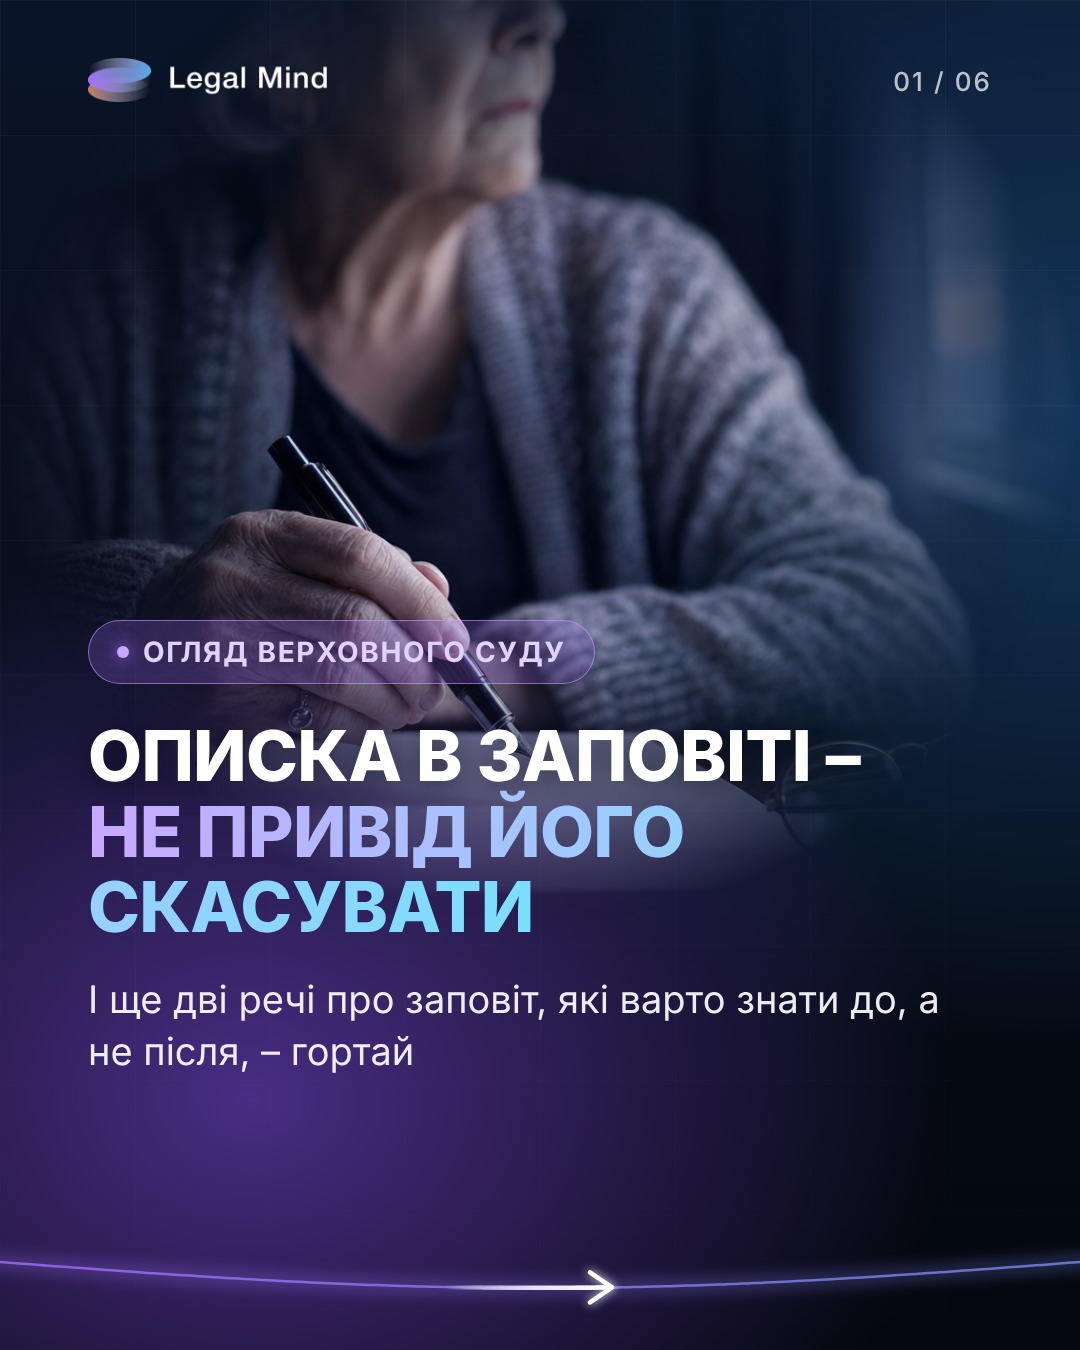 Legal Mind
01 / 06
ОГЛЯД ВЕРХОВНОГО СУДУ
ОПИСКА В ЗАПОВІТІ –
НЕ ПРИВІД ЙОГО
СКАСУВАТИ
І ще дві речі про заповіт, які варто знати до, а
не після, – гортай